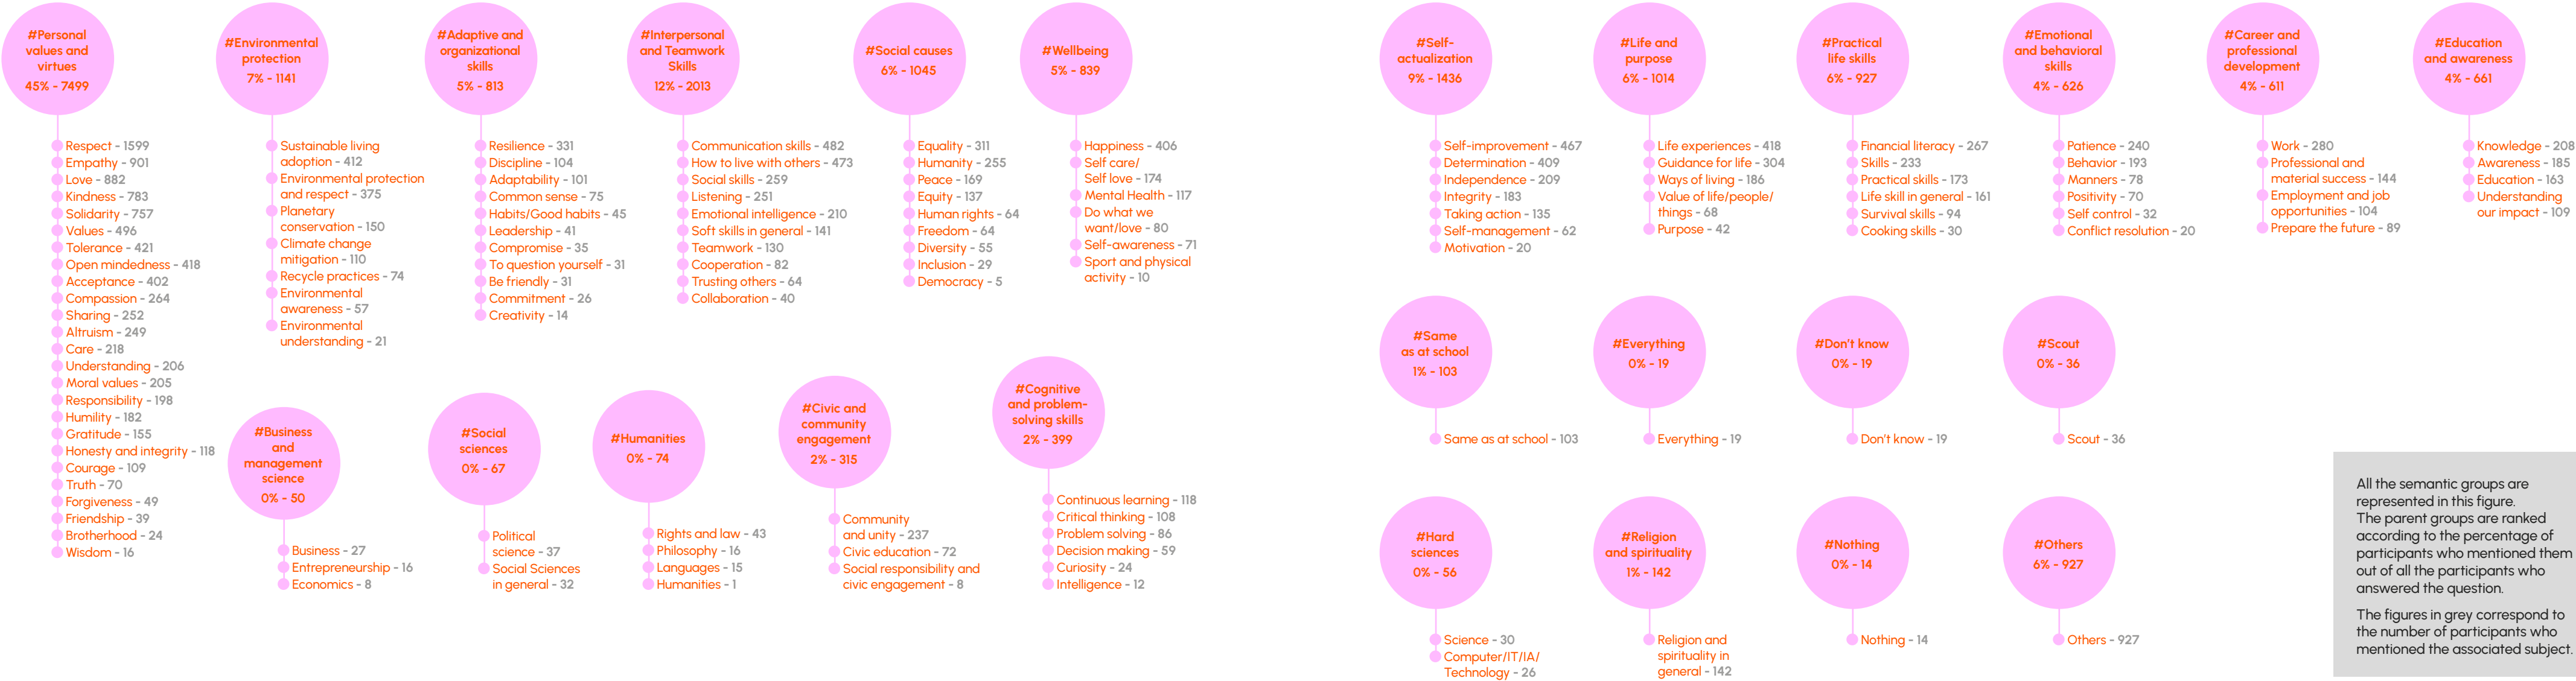 #Personal
values and
virtues
45% - 7499
Respect - 1599
Empathy - 901
Love - 882
Kindness - 783
Solidarity - 757
Values - 496
Tolerance - 421
Open mindedness - 418
Acceptance - 402
Compassion - 264
Sharing - 252
Altruism - 249
Care - 218
Understanding - 206
Moral values - 205
Responsibility - 198
Humility - 182
Gratitude - 155
Honesty and integrity - 118
Courage - 109
Truth - 70
Forgiveness - 49
Friendship - 39
Brotherhood - 24
Wisdom - 16
#Environmental
protection
7% - 1141
Sustainable living
adoption - 412
Environmental protection
and respect - 375
Planetary
conservation - 150
Climate change
mitigation - 110
Recycle practices - 74
Environmental
awareness - 57
Environmental
understanding - 21
#Adaptive and
organizational
skills
5% - 813
Resilience - 331
Discipline - 104
Adaptability - 101
Common sense - 75
Habits/Good habits - 45
Leadership - 41
Compromise - 35
To question yourself - 31
Be friendly - 31
Commitment - 26
Creativity - 14
#Interpersonal
and Teamwork
Skills
12% - 2013
Communication skills - 482
How to live with others - 473
Social skills - 259
Listening - 251
Emotional intelligence - 210
Soft skills in general - 141
Teamwork - 130
Cooperation - 82
Trusting others - 64
Collaboration - 40
#Social causes
6% - 1045
Equality - 311
Humanity - 255
Peace - 169
Equity - 137
Human rights - 64
Freedom - 64
Diversity - 55
Inclusion - 29
Democracy - 5
#Wellbeing
5% - 839
Happiness - 406
Self care/
Self love - 174
Mental Health - 117
Do what we
want/love - 80
Self-awareness - 71
Sport and physical
activity - 10
#Business
and
management
science
0% - 50
Business - 27
Entrepreneurship - 16
Economics - 8
#Social
sciences
0% - 67
Political
science - 37
Social Sciences
in general - 32
#Humanities
0% - 74
Rights and law - 43
Philosophy - 16
Languages - 15
Humanities - 1
#Civic and
community
engagement
2% - 315
Community
and unity - 237
Civic education - 72
Social responsibility and
civic engagement - 8
#Cognitive
and problem-
solving skills
2% - 399
Continuous learning - 118
Critical thinking - 108
Problem solving - 86
Decision making - 59
Curiosity - 24
Intelligence - 12
#Self-
actualization
9% - 1436
Self-improvement - 467
Determination - 409
Independence - 209
Integrity - 183
Taking action - 135
Self-management - 62
Motivation - 20
#Life and
purpose
6% - 1014
Life experiences - 418
Guidance for life - 304
Ways of living - 186
Value of life/people/
things - 68
Purpose - 42
#Practical
life skills
6% - 927
Financial literacy - 267
Skills - 233
Practical skills - 173
Life skill in general - 161
Survival skills - 94
Cooking skills - 30
#Emotional
and behavioral
skills
4% - 626
Patience - 240
Behavior - 193
Manners - 78
Positivity - 70
Self control - 32
Conflict resolution - 20
#Career and
professional
development
4% - 611
Work - 280
Professional and
material success - 144
Employment and job
opportunities - 104
Prepare the future - 89
#Education
and awareness
4% - 661
Knowledge - 208
Awareness - 185
Education - 163
Understanding
our impact - 109
#Same
as at school
1% - 103
Same as at school - 103
#Everything
0% - 19
Everything - 19
#Don't know
0% - 19
Don't know - 19
#Scout
0% - 36
Scout - 36
#Hard
sciences
0% - 56
Science - 30
Computer/IT/IA/
Technology - 26
#Religion
and spirituality
1% - 142
Religion and
spirituality in
general - 142
#Nothing
0% - 14
Nothing - 14
#Others
6% - 927
Others - 927
All the semantic groups are
represented in this figure.
The parent groups are ranked
according to the percentage of
participants who mentioned them
out of all the participants who
answered the question.
The figures in grey correspond to
the number of participants who
mentioned the associated subject.